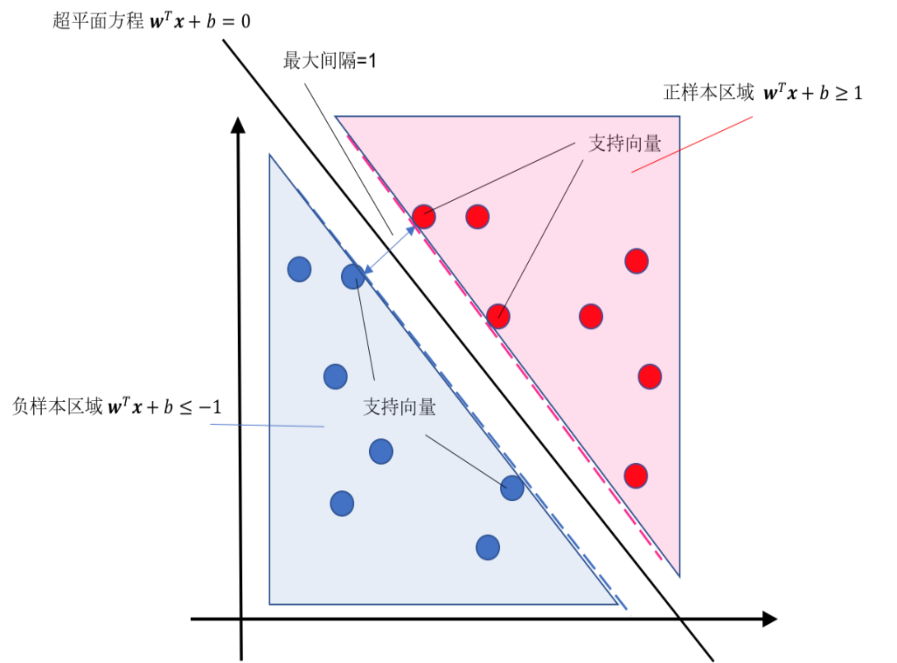 超平面方程 𝒘ᵀ𝒙 + b = 0
最大间隔=1
正样本区域 𝒘ᵀ𝒙 + b ≥ 1
支持向量
负样本区域 𝒘ᵀ𝒙 + b ≤ −1
支持向量